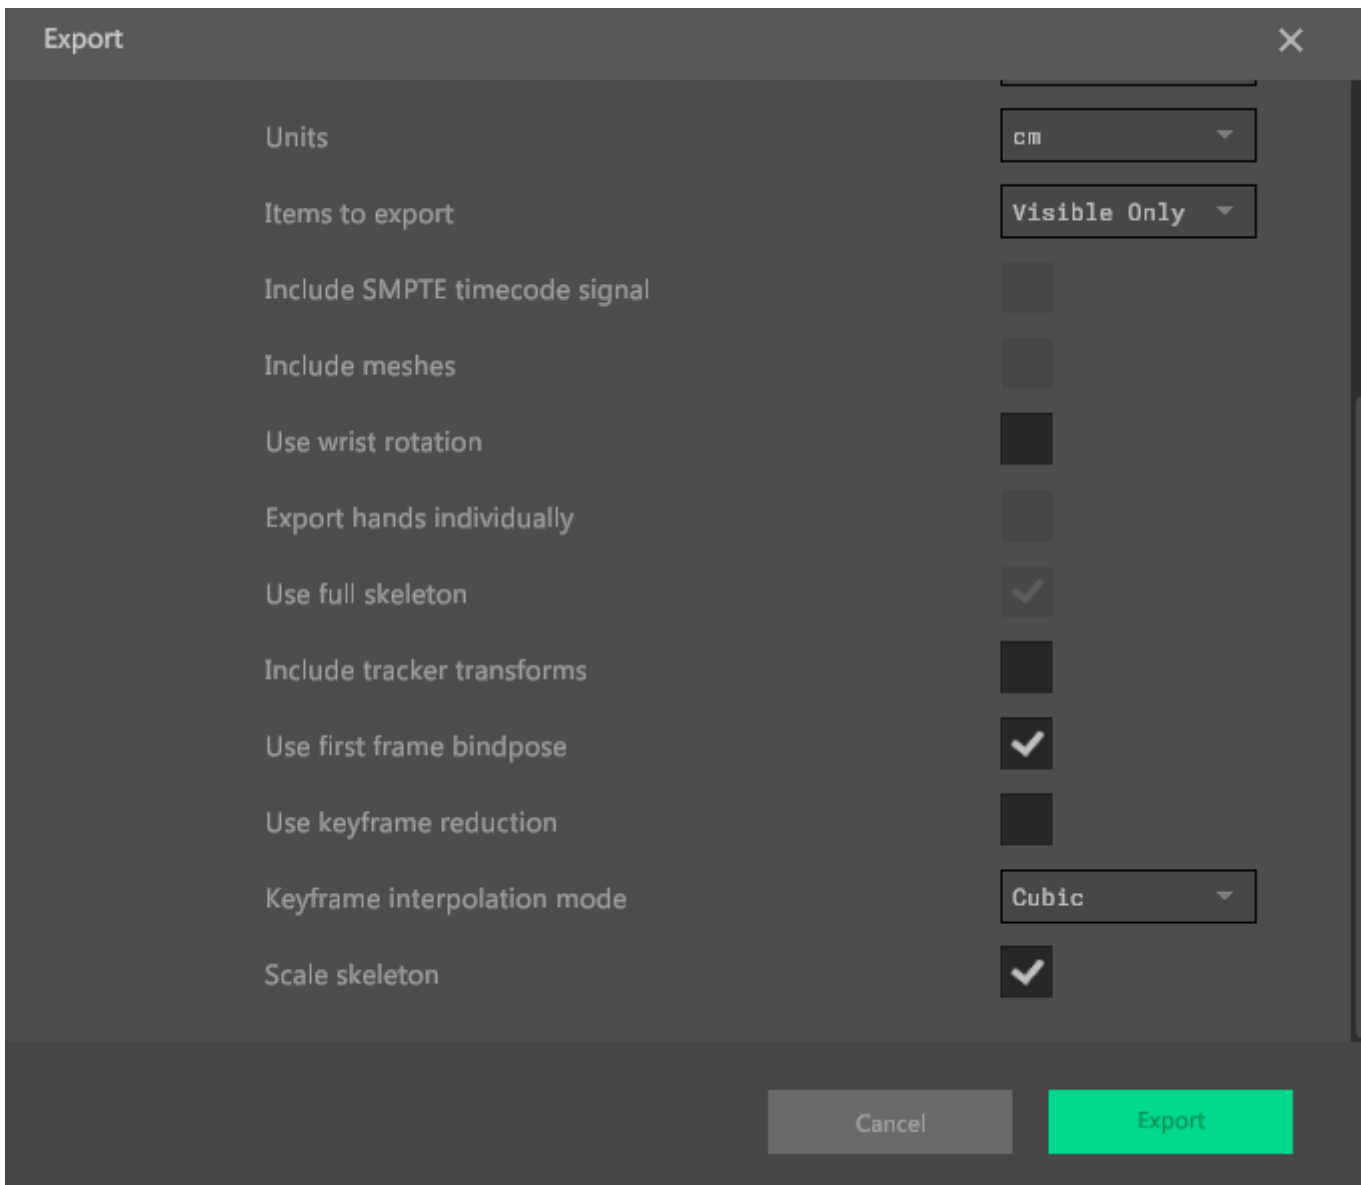 Export
Units
cm
Items to export
Visible Only
Include SMPTE timecode signal
Include meshes
Use wrist rotation
Export hands individually
Use full skeleton
Include tracker transforms
Use first frame bindpose
Use keyframe reduction
Keyframe interpolation mode
Cubic
Scale skeleton
Cancel
Export